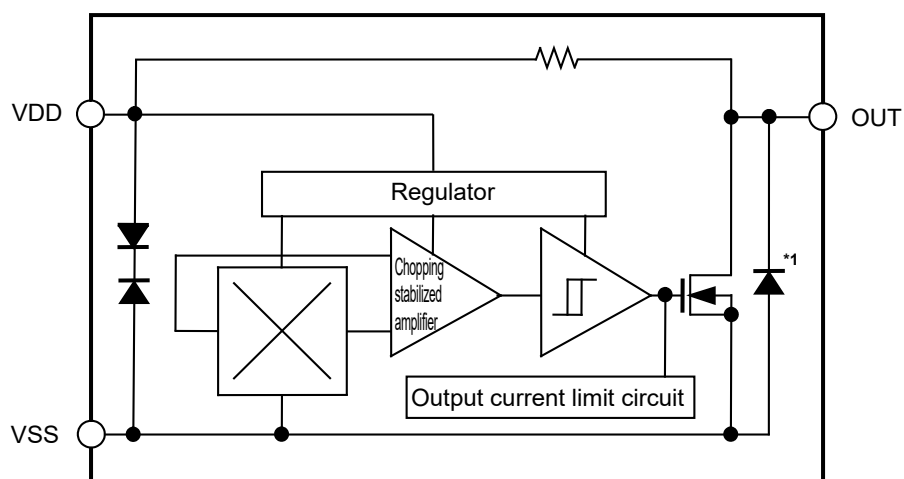 VDD
OUT
Regulator
Chopping
stabilized
amplifier
*1
Output current limit circuit
VSS